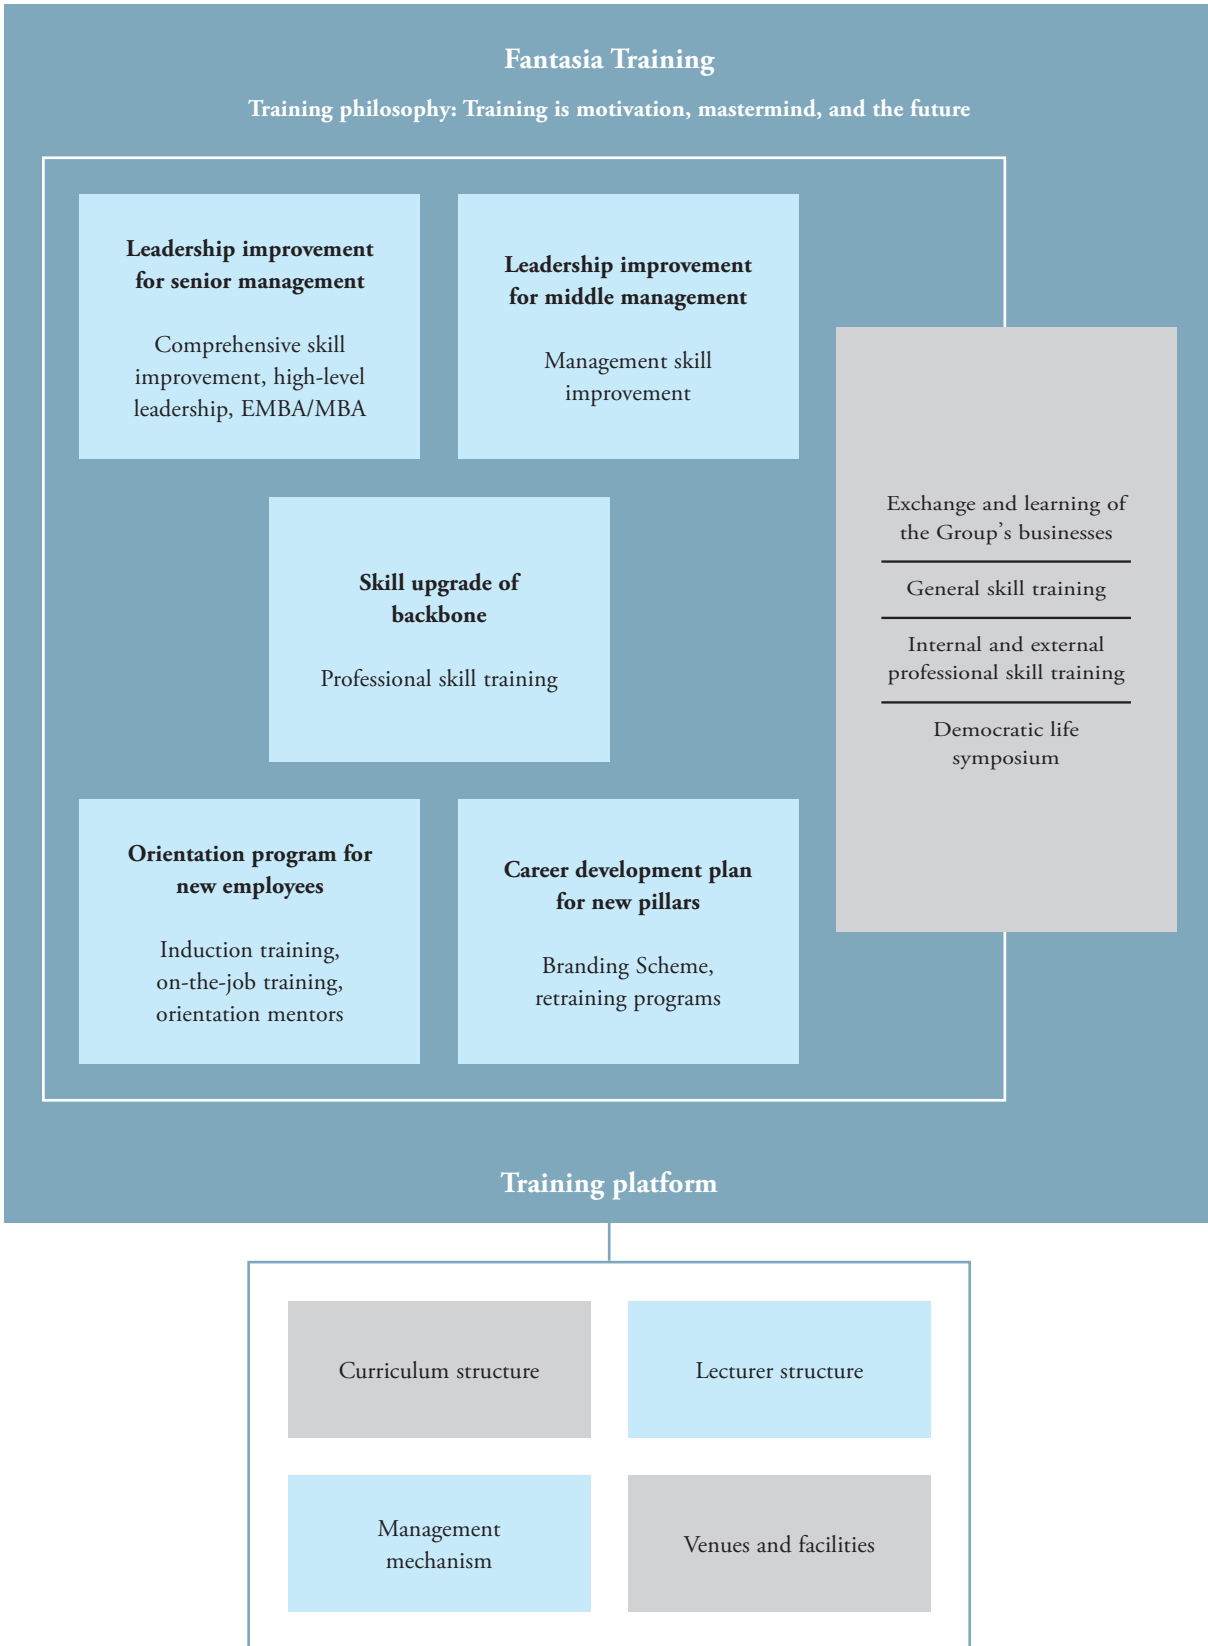 Fantasia Training
Training philosophy: Training is motivation, mastermind, and the future
Leadership improvement
for senior management
Comprehensive skill
improvement, high-level
leadership, EMBA/MBA
Leadership improvement
for middle management
Management skill
improvement
Skill upgrade of
backbone
Professional skill training
Orientation program for
new employees
Induction training,
on-the-job training,
orientation mentors
Career development plan
for new pillars
Branding Scheme,
retraining programs
Exchange and learning of
the Group’s businesses
General skill training
Internal and external
professional skill training
Democratic life
symposium
Training platform
Curriculum structure
Lecturer structure
Management
mechanism
Venues and facilities